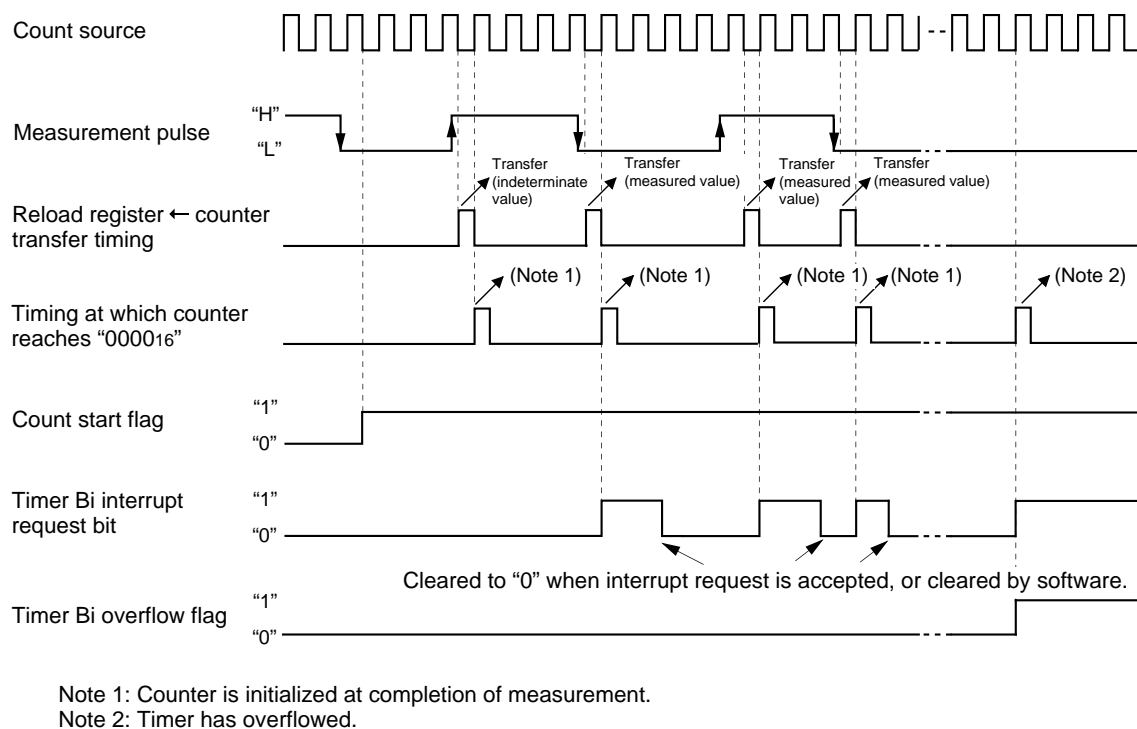 Count source
Measurement pulse
“H”
“L”
Transfer
(indeterminate
value)
Transfer
(measured value)
Transfer
(measured
value)
Transfer
(measured value)
Reload register ← counter
transfer timing
(Note 1)
(Note 1)
(Note 1)
(Note 1)
(Note 2)
Timing at which counter
reaches “000016”
Count start flag
“1”
“0”
Timer Bi interrupt
request bit
“1”
“0”
Cleared to “0” when interrupt request is accepted, or cleared by software.
Timer Bi overflow flag
“1”
“0”
Note 1: Counter is initialized at completion of measurement.
Note 2: Timer has overflowed.